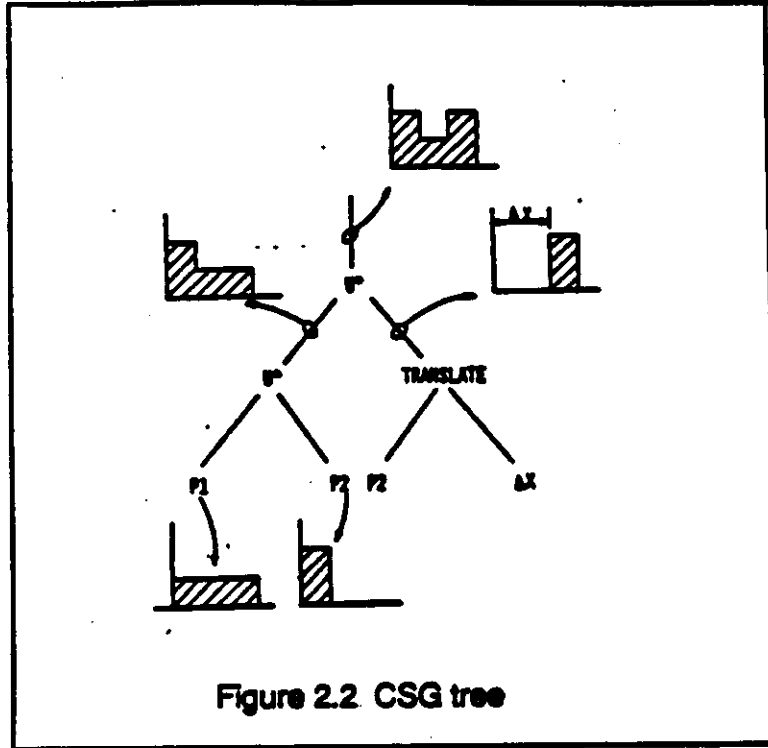 ΔX
U*
U*
TRANSLATE
P1
P2
P2
ΔX
Figure 2.2 CSG tree